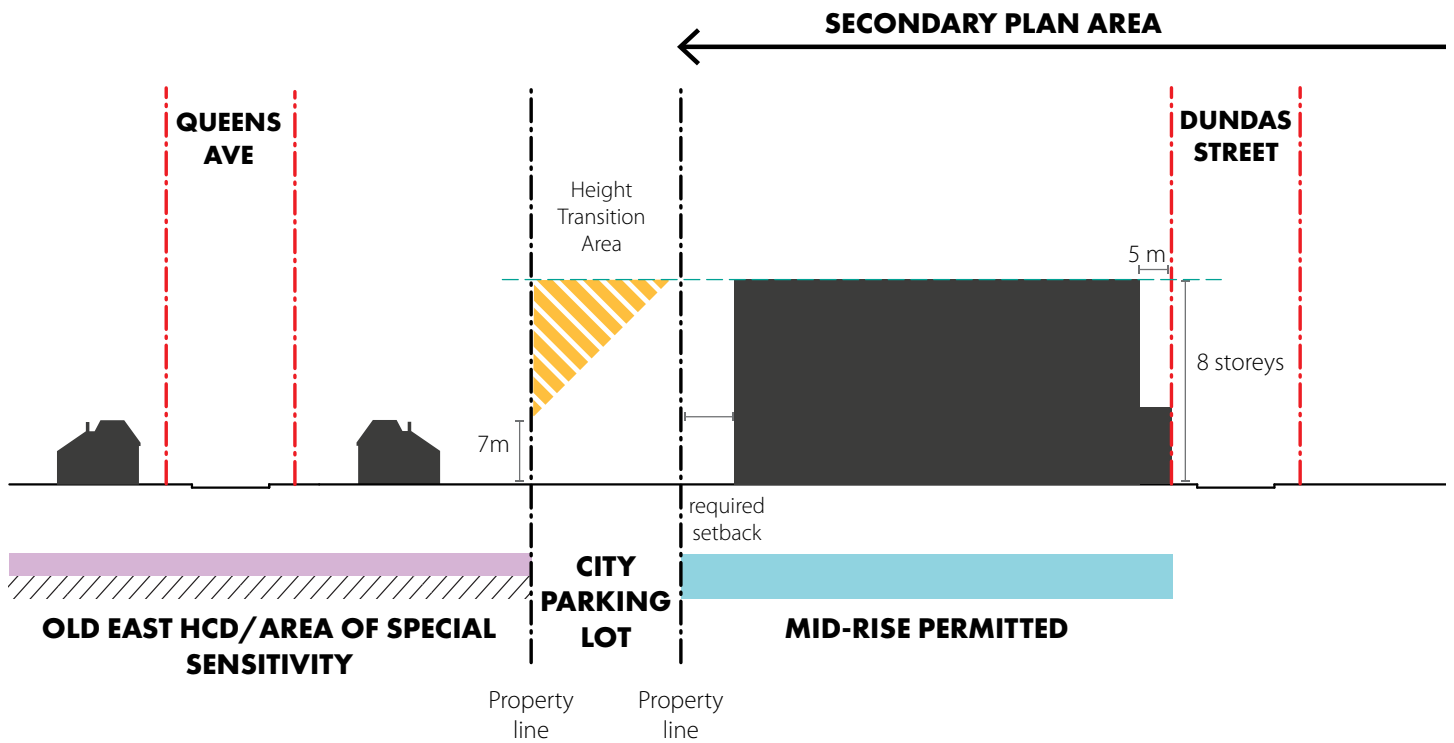 SECONDARY PLAN AREA
QUEENS
AVE
DUNDAS
STREET
Height
Transition
Area
5 m
8 storeys
7m
required
setback
CITY
PARKING
LOT
OLD EAST HCD/AREA OF SPECIAL
SENSITIVITY
MID-RISE PERMITTED
Property
line
Property
line